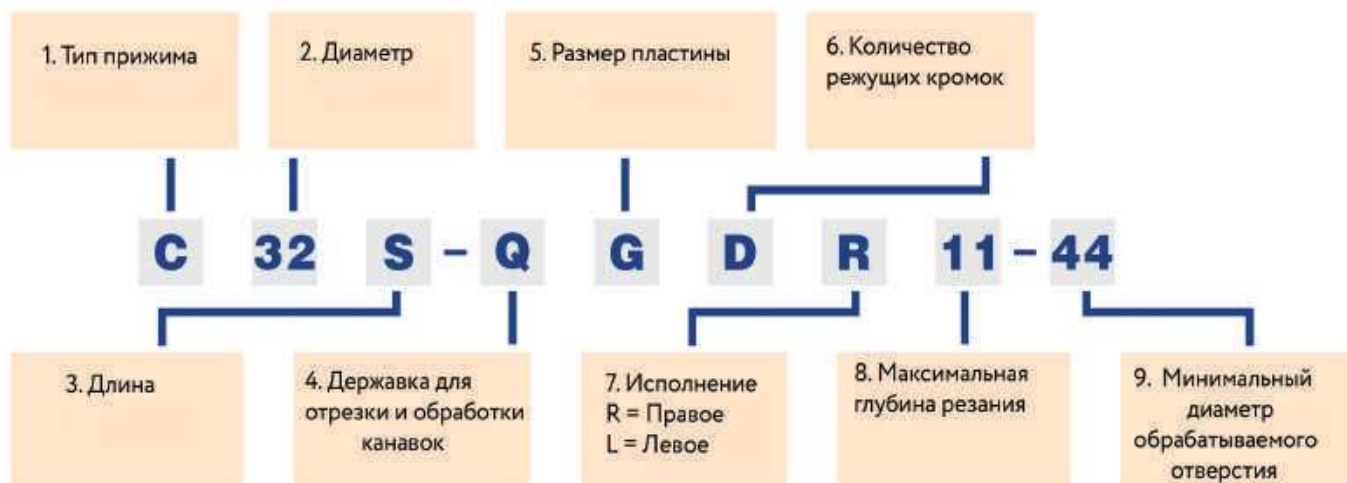 1. Тип прижима
2. Диаметр
5. Размер пластины
6. Количество
режущих кромок
C 32 S – Q G D R 11 – 44
3. Длина
4. Державка для
отрезки и обработки
канавок
7. Исполнение
R = Правое
L = Левое
8. Максимальная
глубина резания
9. Минимальный
диаметр
обрабатываемого
отверстия